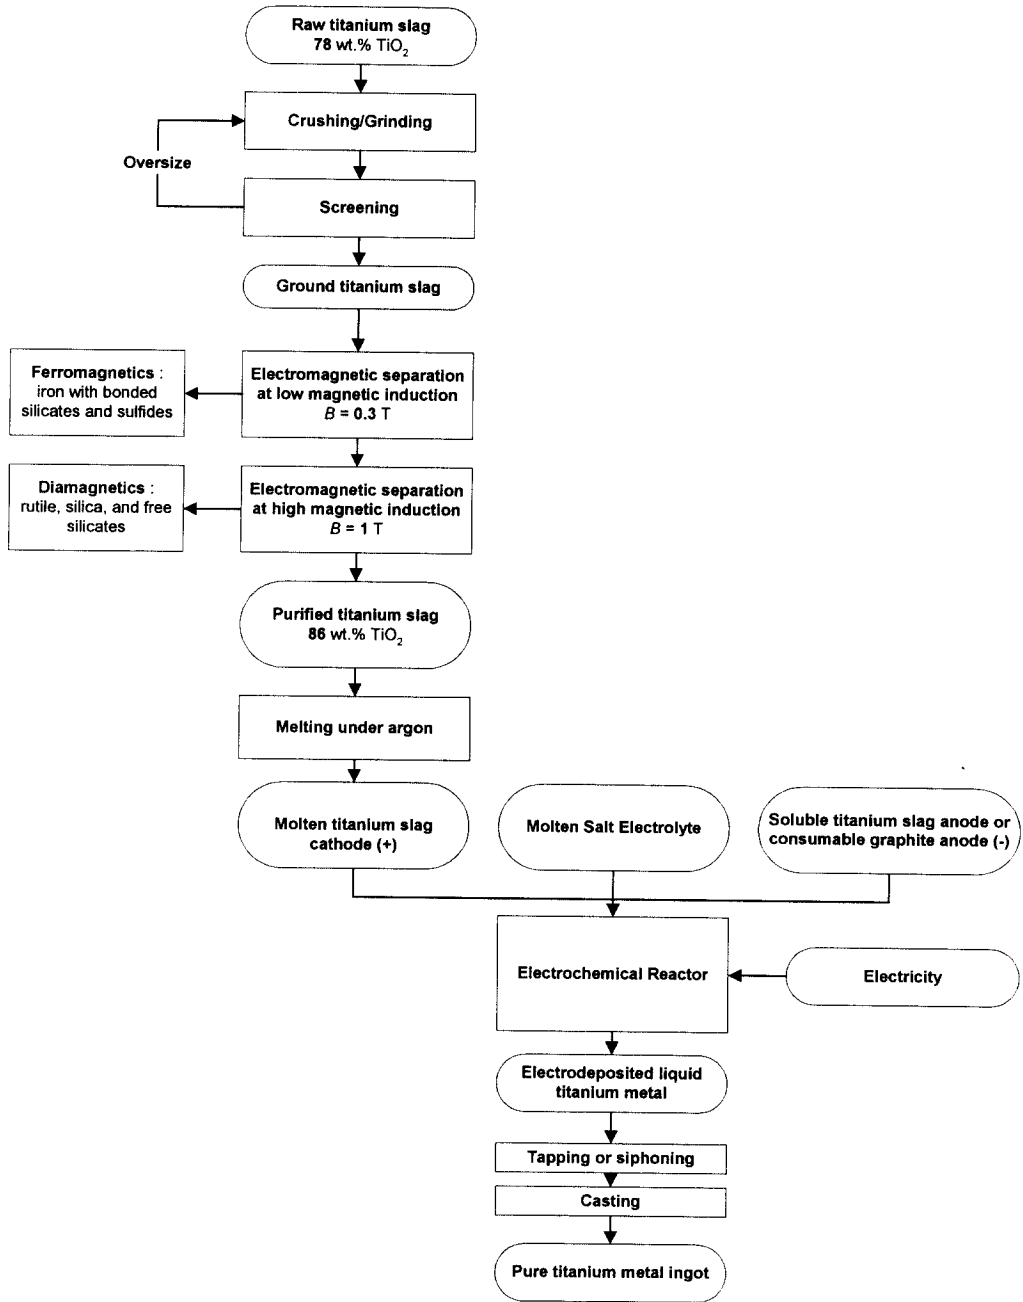 Raw titanium slag
78 wt.% TiO2
Crushing/Grinding
Oversize
Screening
Ground titanium slag
Ferromagnetics :
iron with bonded
silicates and sulfides
Electromagnetic separation
at low magnetic induction
B = 0.3 T
Diamagnetics :
rutile, silica, and free
silicates
Electromagnetic separation
at high magnetic induction
B = 1 T
Purified titanium slag
86 wt.% TiO2
Melting under argon
Molten titanium slag
cathode (+)
Molten Salt Electrolyte
Soluble titanium slag anode or
consumable graphite anode (-)
Electrochemical Reactor
Electricity
Electrodeposited liquid
titanium metal
Tapping or siphoning
Casting
Pure titanium metal ingot